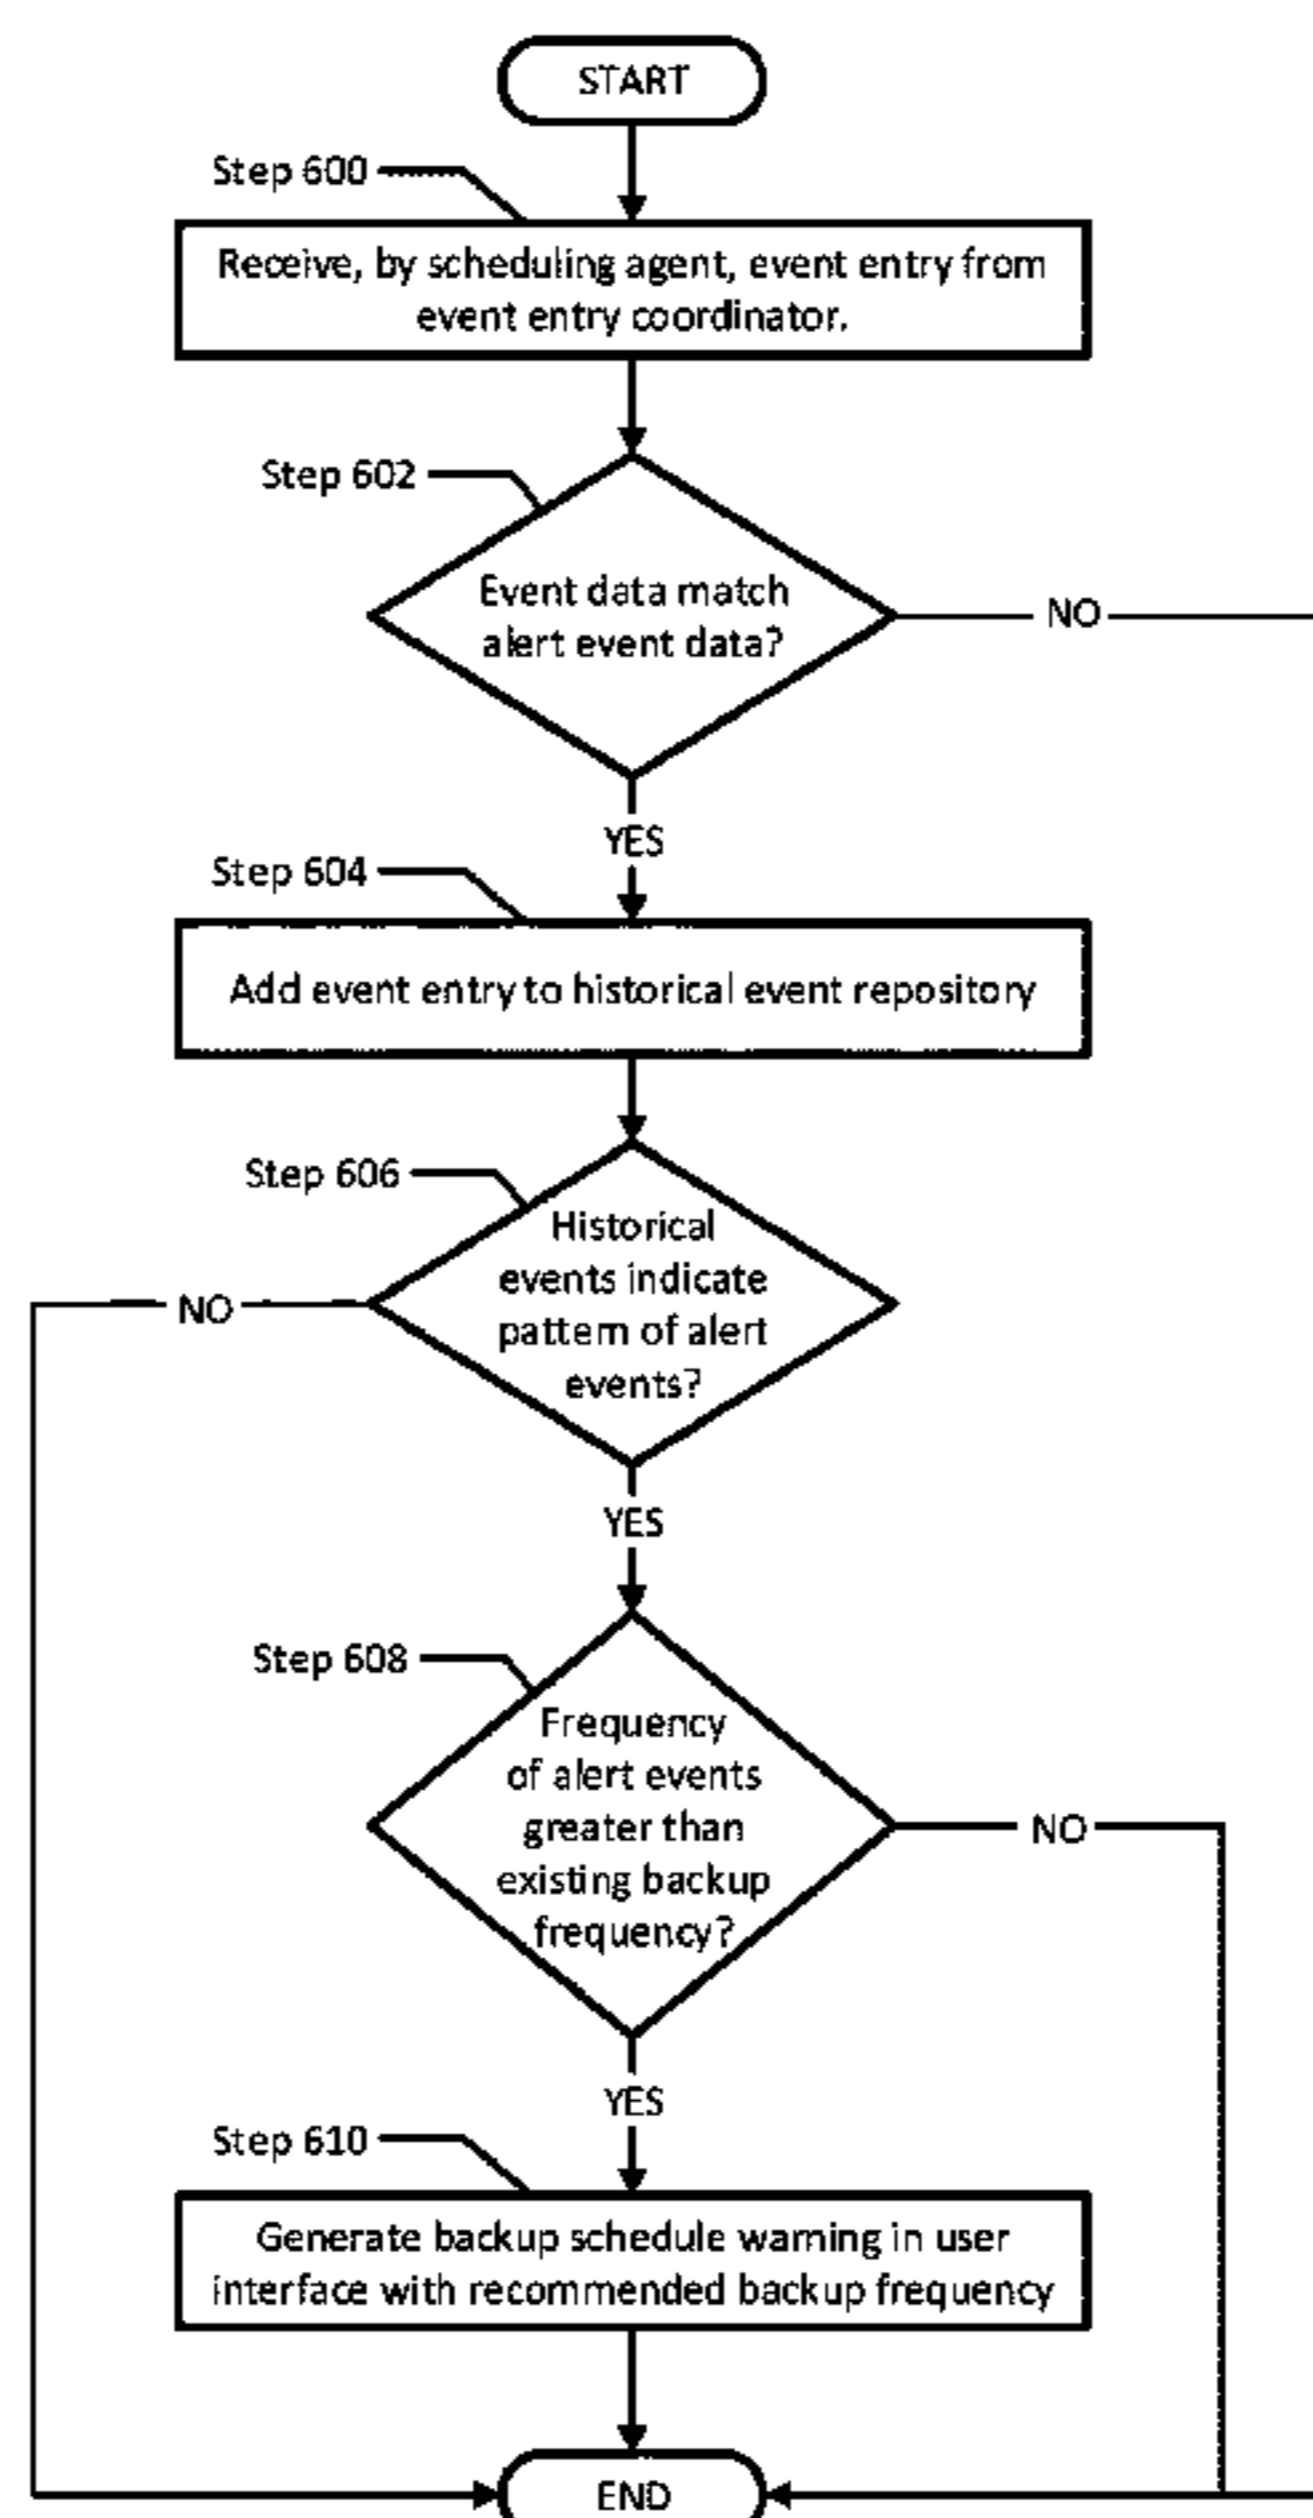 START
Step 600
Receive, by scheduling agent, event entry from
event entry coordinator.
Step 602
Event data match
alert event data?
NO
YES
Step 604
Add event entry to historical event repository
Step 606
Historical
events indicate
pattern of alert
events?
NO
YES
Step 608
Frequency
of alert events
greater than
existing backup
frequency?
NO
YES
Step 610
Generate backup schedule warning in user
interface with recommended backup frequency
END